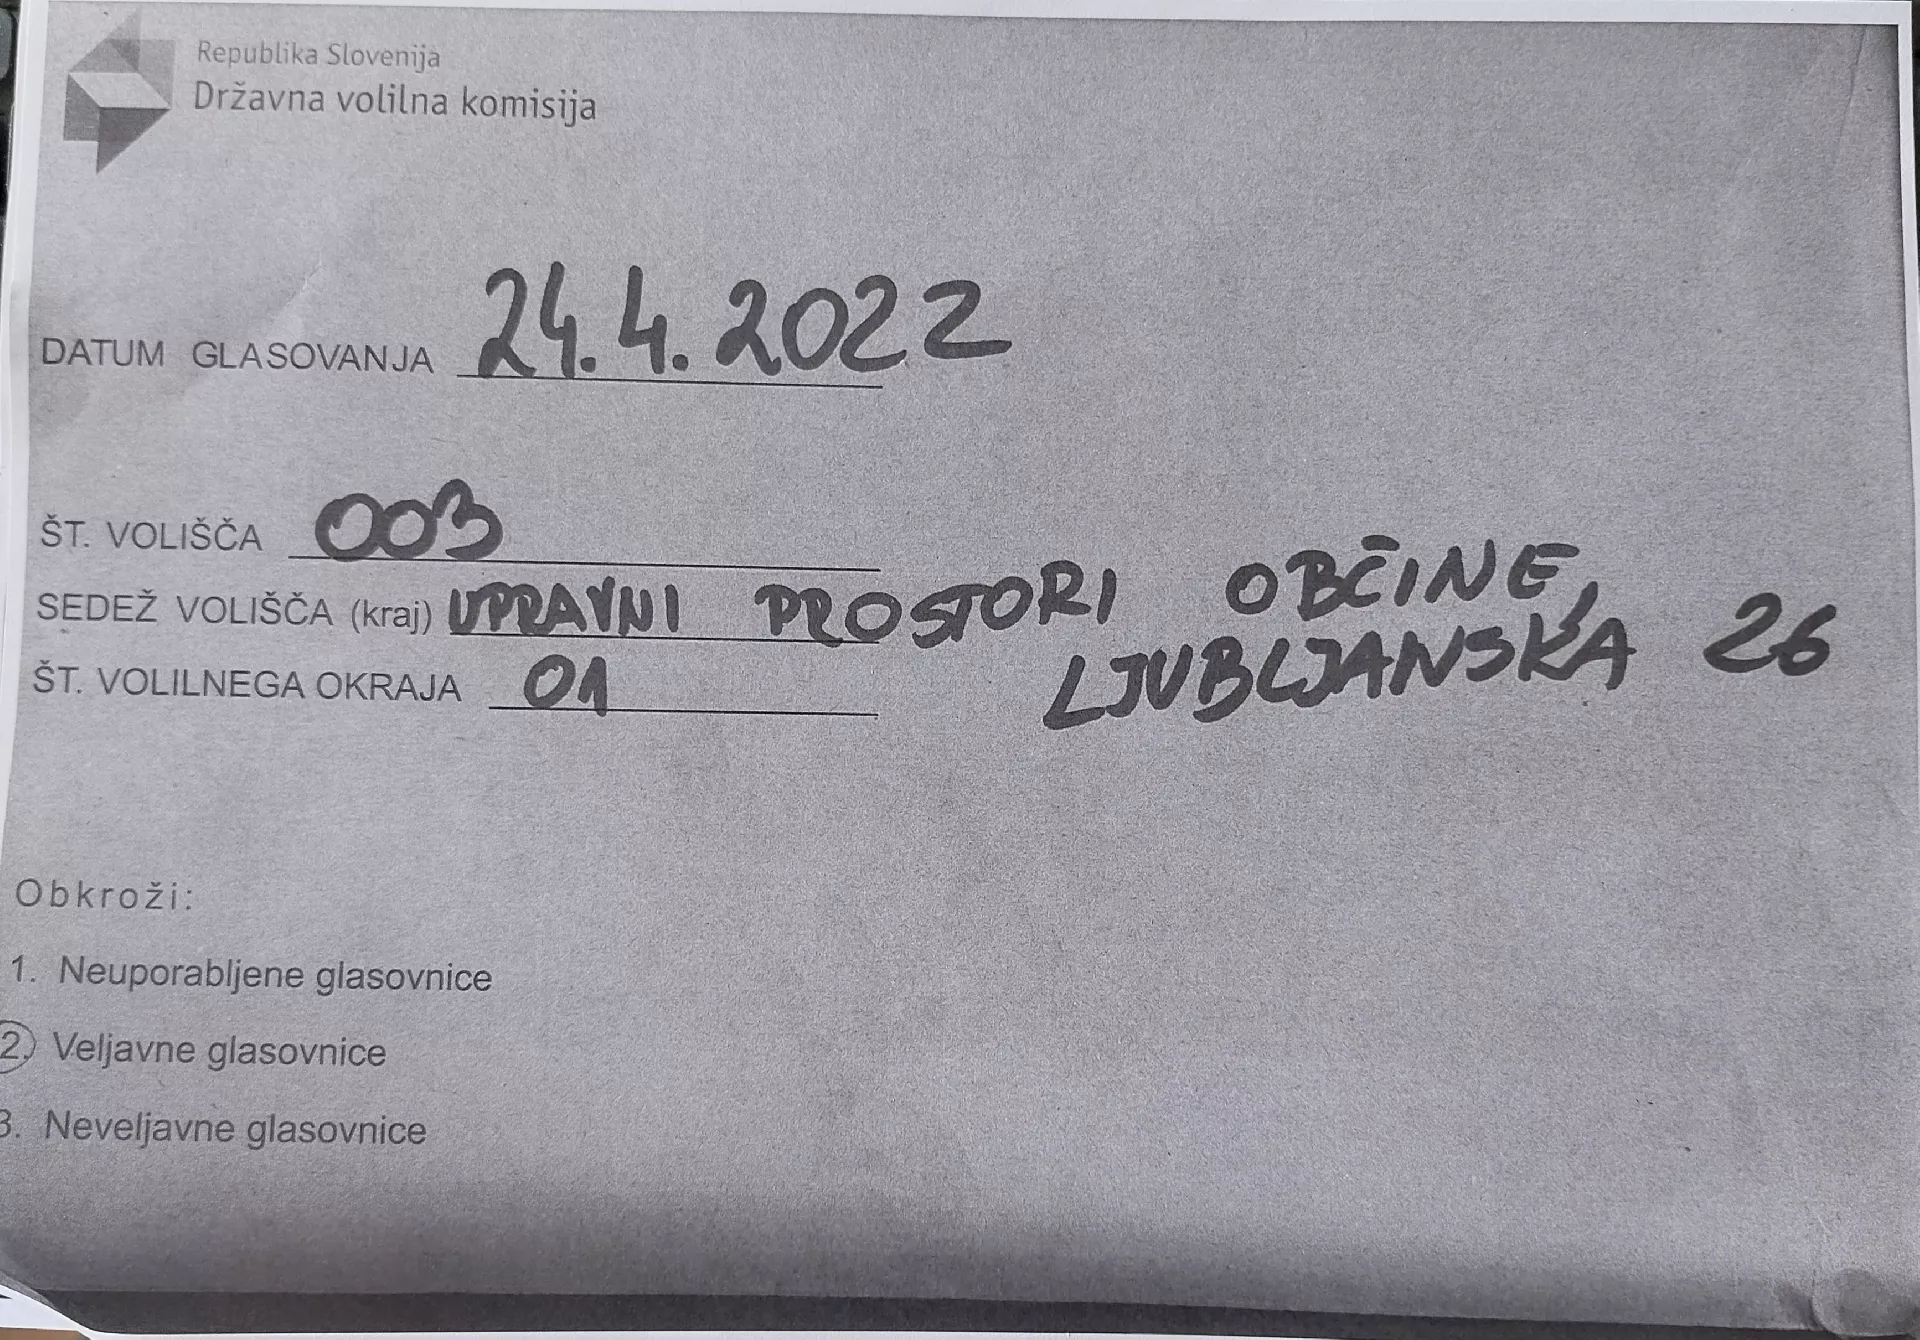 Republika Slovenija
Državna volilna komisija
DATUM GLASOVANJA 24.4.2022
ŠT. VOLIŠČA 003
SEDEŽ VOLIŠČA (kraj) UPRAVNI PROSTORI OBČINE,
LJUBLJANSKA 26
ŠT. VOLILNEGA OKRAJA 01
Obkroži:
1. Neuporabljene glasovnice
2. Veljavne glasovnice
3. Neveljavne glasovnice